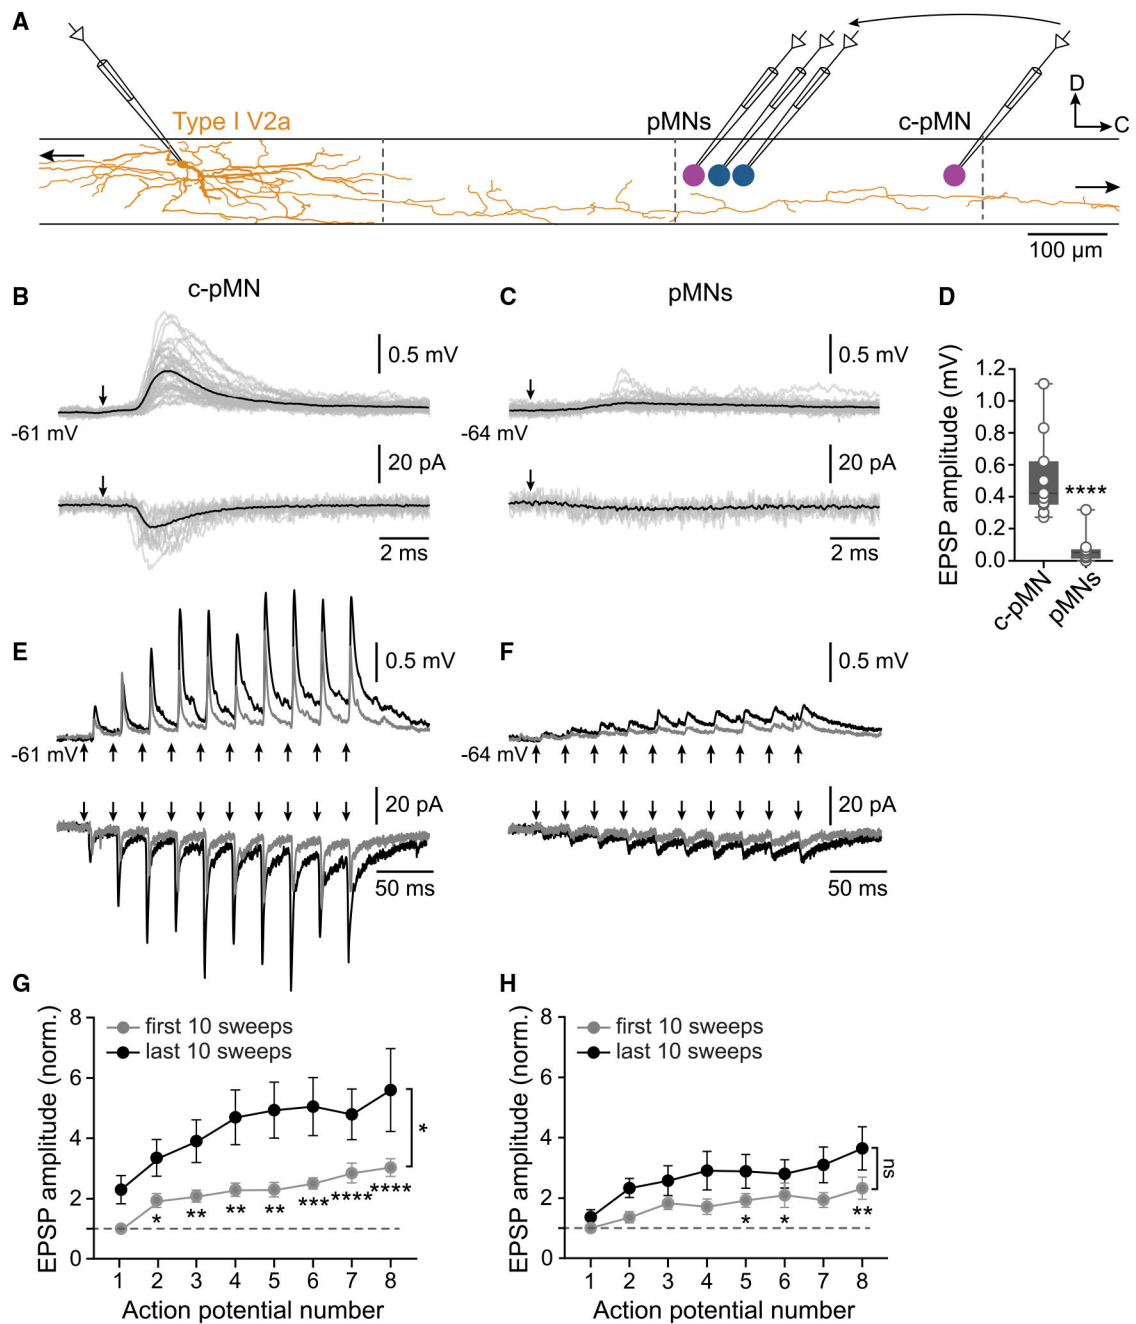 A
Type I V2a
pMNs
c-pMN
D
C
100 µm
B
c-pMN
0.5 mV
-61 mV
20 pA
2 ms
C
pMNs
0.5 mV
-64 mV
20 pA
2 ms
D
EPSP amplitude (mV)
1.2
1.0
0.8
0.6
0.4
0.2
0.0
****
c-pMN
pMNs
E
0.5 mV
-61 mV
20 pA
50 ms
F
0.5 mV
-64 mV
20 pA
50 ms
G
EPSP amplitude (norm.)
8
6
4
2
0
first 10 sweeps
last 10 sweeps
*
* ** ** ** *** **** ****
1 2 3 4 5 6 7 8
Action potential number
H
EPSP amplitude (norm.)
8
6
4
2
0
first 10 sweeps
last 10 sweeps
ns
* * **
1 2 3 4 5 6 7 8
Action potential number